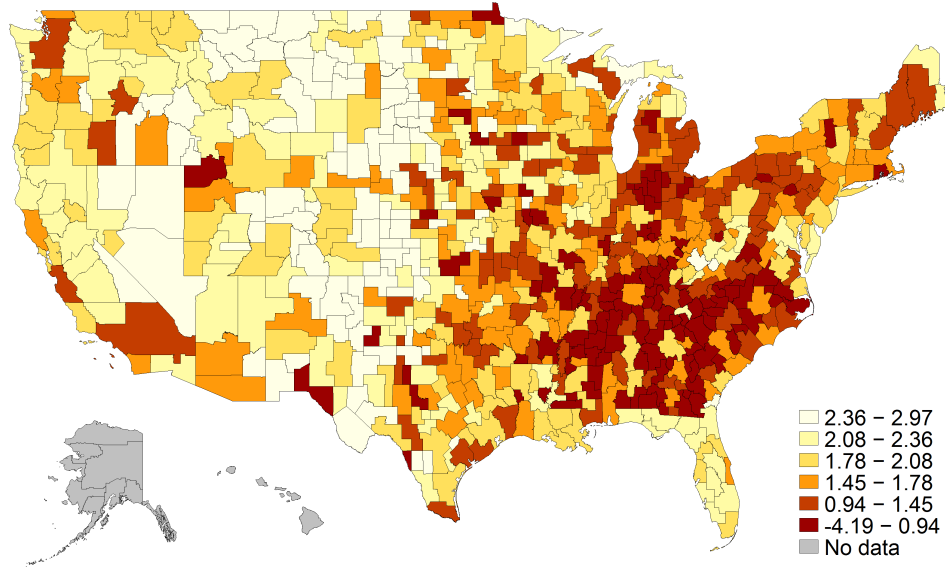 2.36 – 2.97
2.08 – 2.36
1.78 – 2.08
1.45 – 1.78
0.94 – 1.45
-4.19 – 0.94
No data